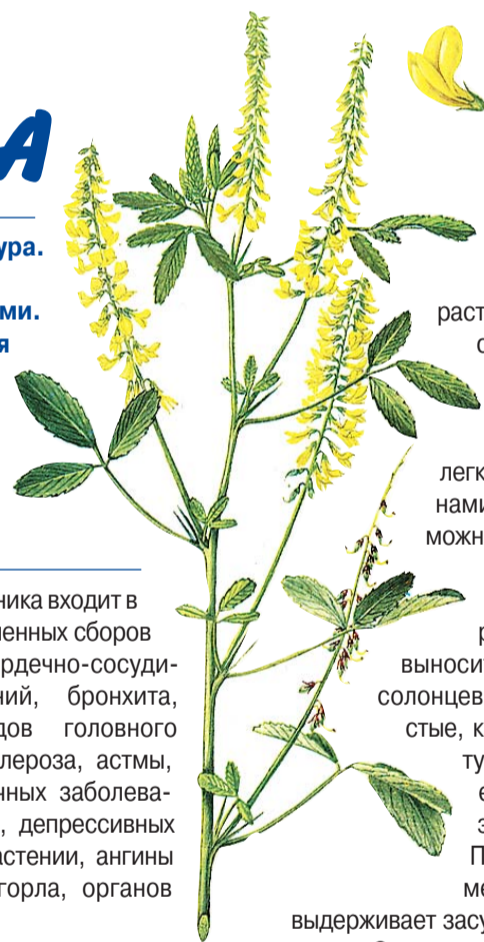 А
ура.
ми.
я
ника входит в
ленных сборов
рдечно-сосуди-
ний, бронхита,
дов головного
лероза, астмы,
чных заболева-
, депрессивных
астении, ангины
горла, органов
раст
с
легк
нами
можн
р
выносит
солонцев
стые, к
ту
е
з
П
ме
выдерживает засу